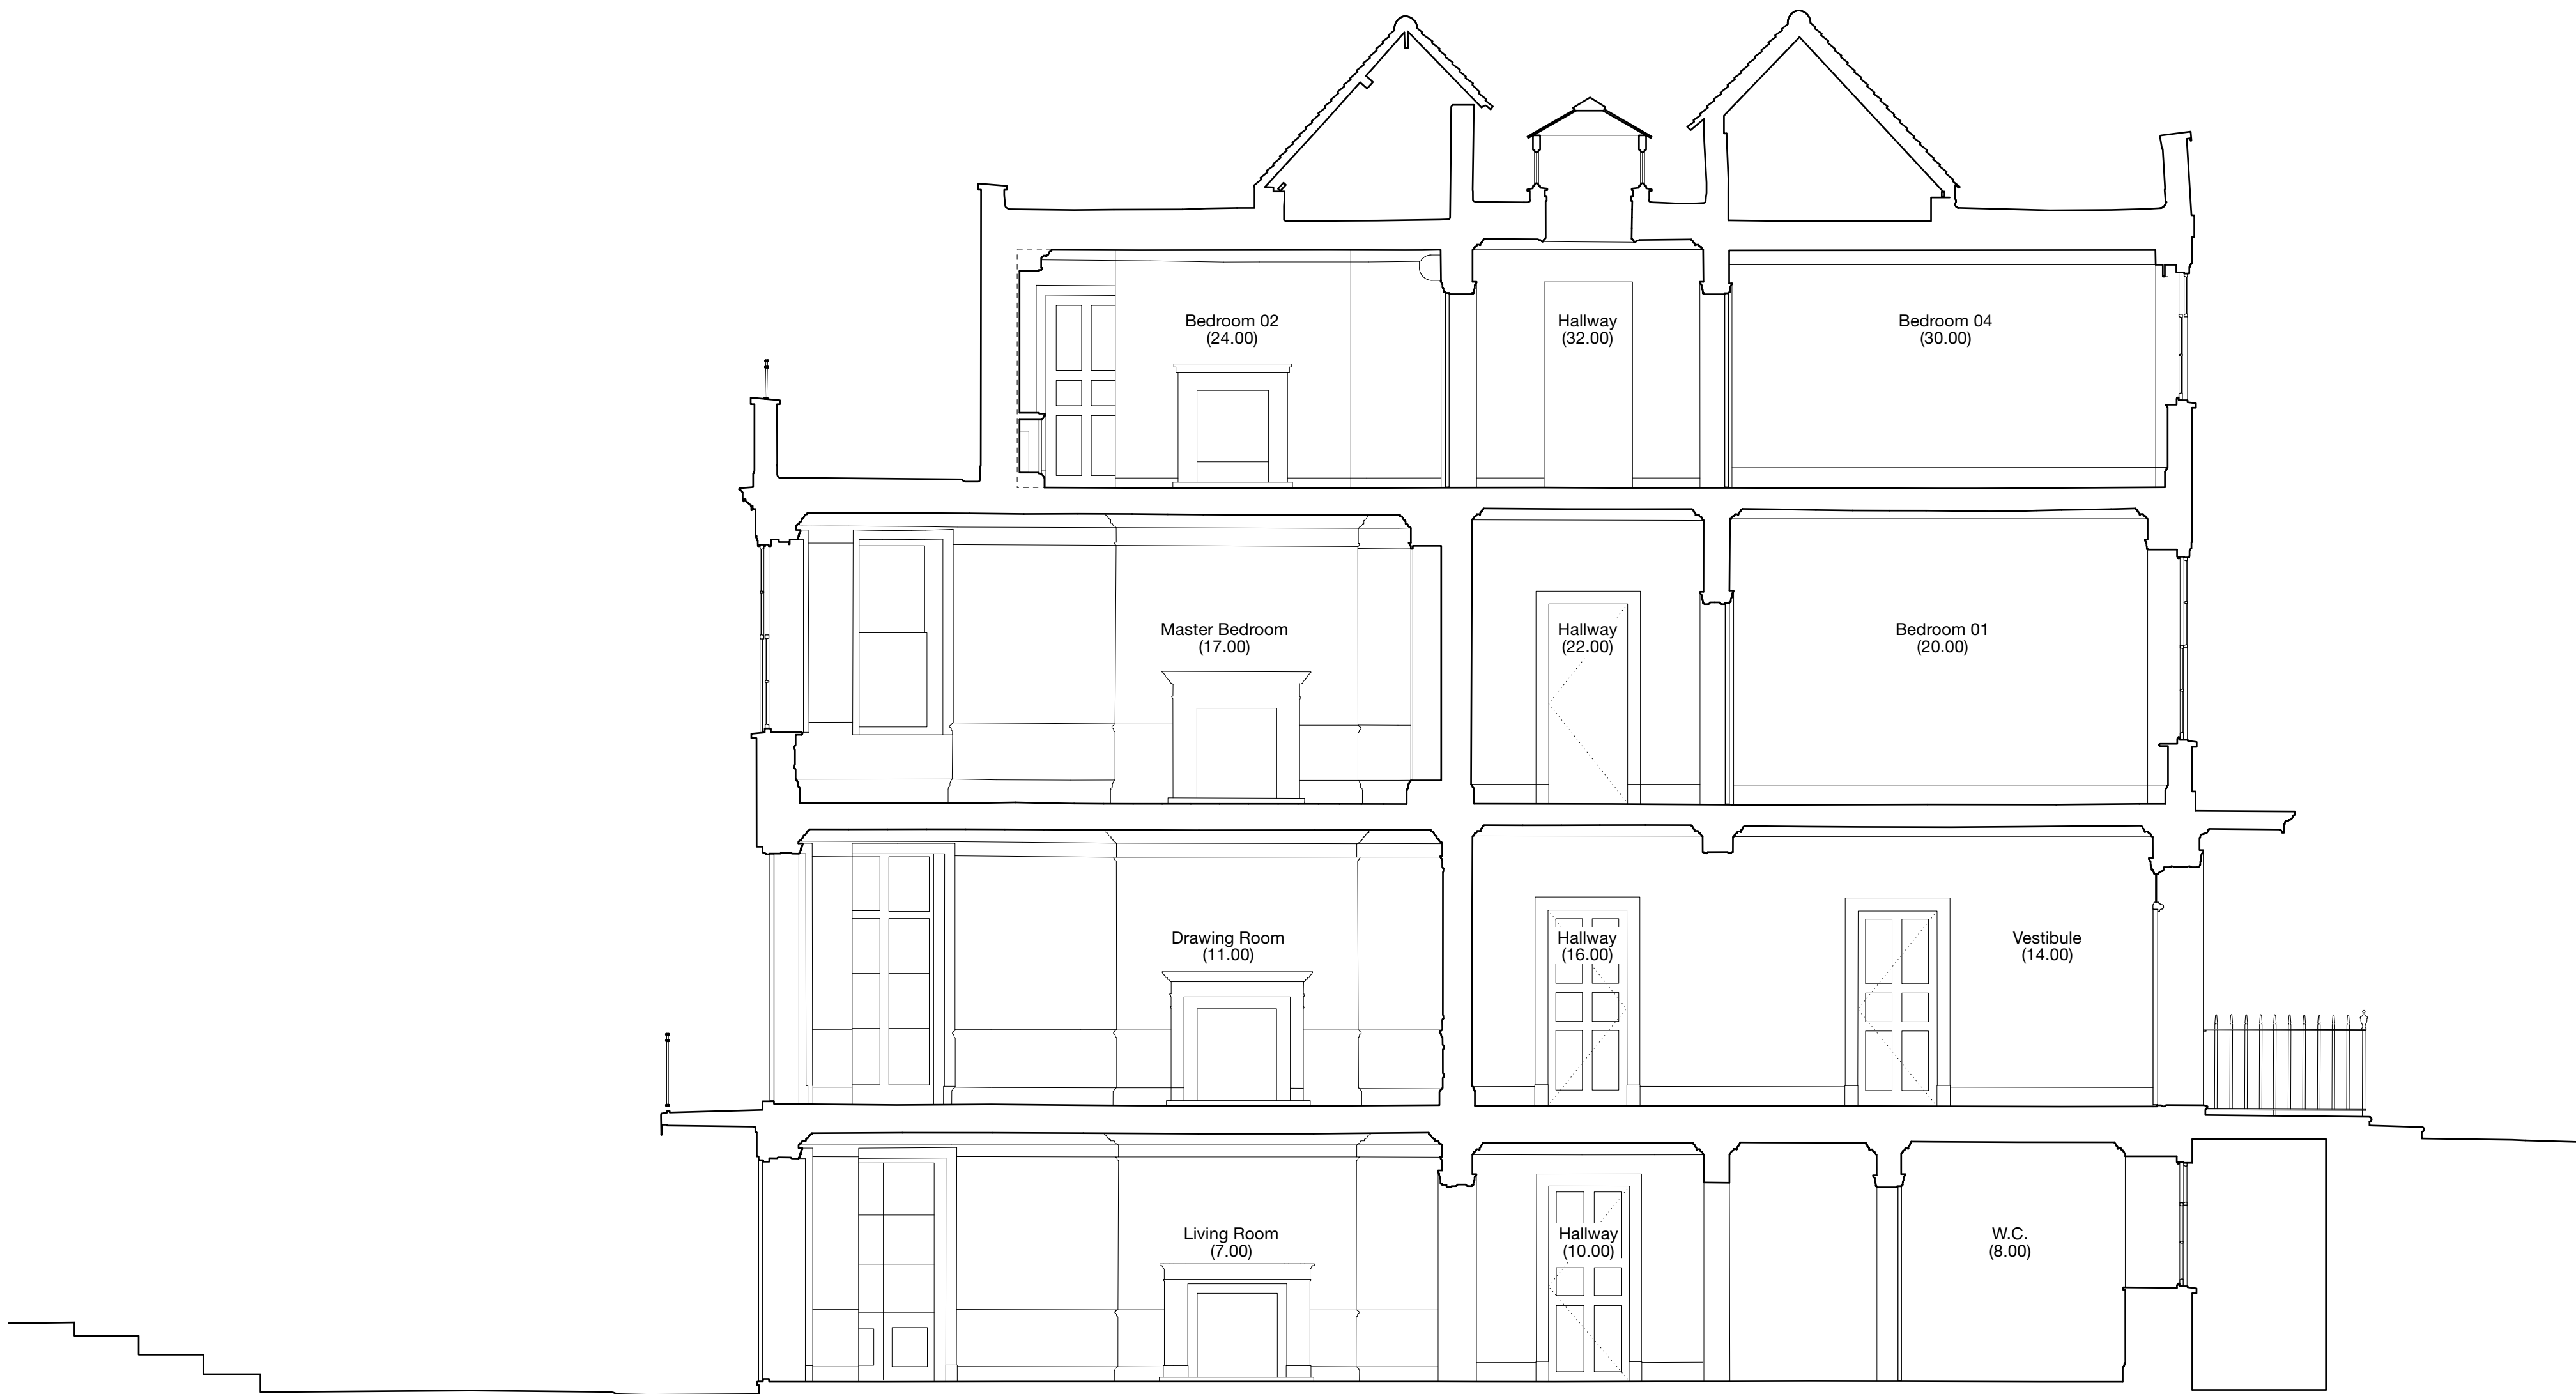 Bedroom 02
(24.00)
Hallway
(32.00)
Bedroom 04
(30.00)
Master Bedroom
(17.00)
Hallway
(22.00)
Bedroom 01
(20.00)
Drawing Room
(11.00)
Hallway
(16.00)
Vestibule
(14.00)
Living Room
(7.00)
Hallway
(10.00)
W.C.
(8.00)